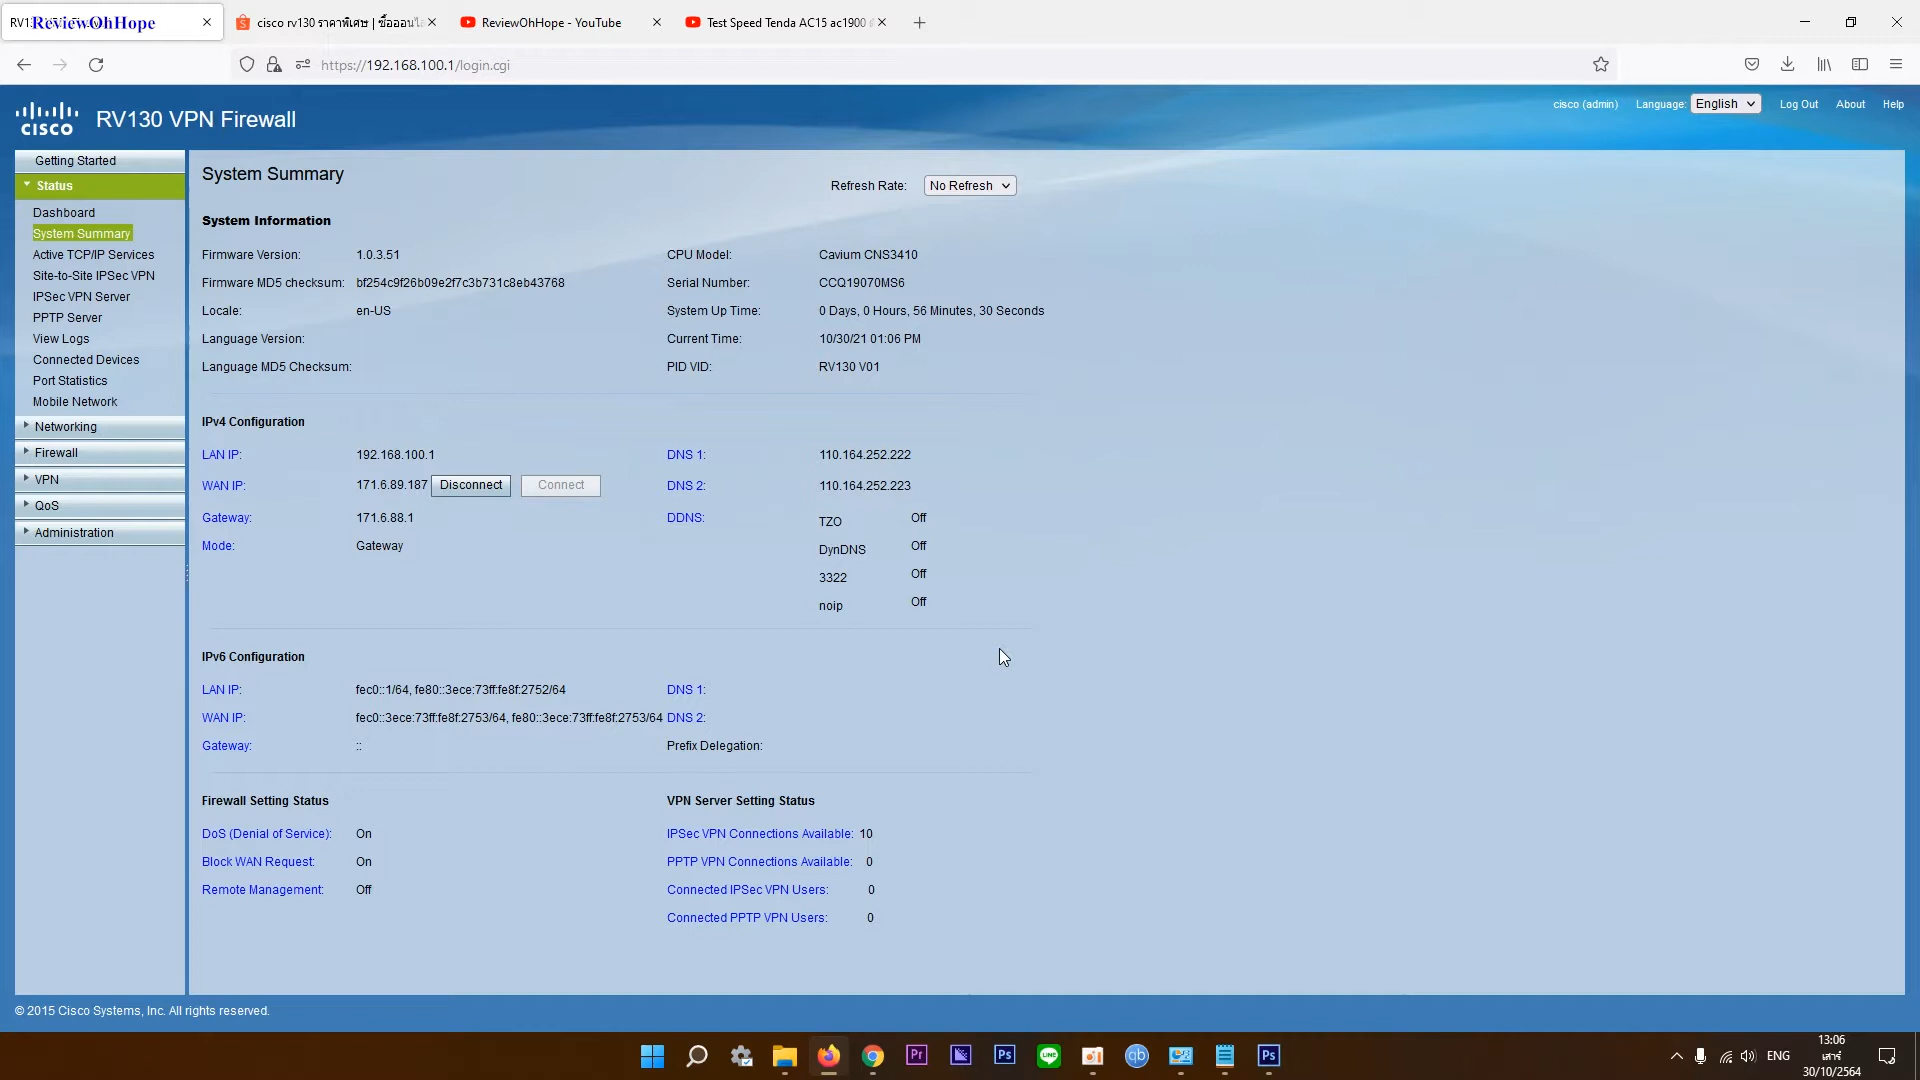 ReviewOhHope
cisco rv130 ราคาพิเศษ | ซื้อออนไล
ReviewOhHope - YouTube
Test Speed Tenda AC15 ac1900
https://192.168.100.1/login.cgi
CISCO
RV130 VPN Firewall
cisco (admin) Language: English Log Out About Help
Getting Started
Status
Dashboard
System Summary
Active TCP/IP Services
Site-to-Site IPSec VPN
IPSec VPN Server
PPTP Server
View Logs
Connected Devices
Port Statistics
Mobile Network
Networking
Firewall
VPN
QoS
Administration
System Summary
Refresh Rate: No Refresh
System Information
Firmware Version: 1.0.3.51 CPU Model: Cavium CNS3410
Firmware MD5 checksum: bf254c9f26b09e2f7c3b731c8eb43768 Serial Number: CCQ19070MS6
Locale: en-US System Up Time: 0 Days, 0 Hours, 56 Minutes, 30 Seconds
Language Version: Current Time: 10/30/21 01:06 PM
Language MD5 Checksum: PID VID: RV130 V01
IPv4 Configuration
LAN IP: 192.168.100.1 DNS 1: 110.164.252.222
WAN IP: 171.6.89.187 Disconnect Connect DNS 2: 110.164.252.223
Gateway: 171.6.88.1 DDNS: TZO Off
Mode: Gateway DynDNS Off
3322 Off
noip Off
IPv6 Configuration
LAN IP: fec0::1/64, fe80::3ece:73ff:fe8f:2752/64 DNS 1:
WAN IP: fec0::3ece:73ff:fe8f:2753/64, fe80::3ece:73ff:fe8f:2753/64 DNS 2:
Gateway: :: Prefix Delegation:
Firewall Setting Status VPN Server Setting Status
DoS (Denial of Service): On IPSec VPN Connections Available: 10
Block WAN Request: On PPTP VPN Connections Available: 0
Remote Management: Off Connected IPSec VPN Users: 0
Connected PPTP VPN Users: 0
© 2015 Cisco Systems, Inc. All rights reserved.
Pr
Ps
LINE
qb
Ps
ENG
13:06
เสาร์
30/10/2564